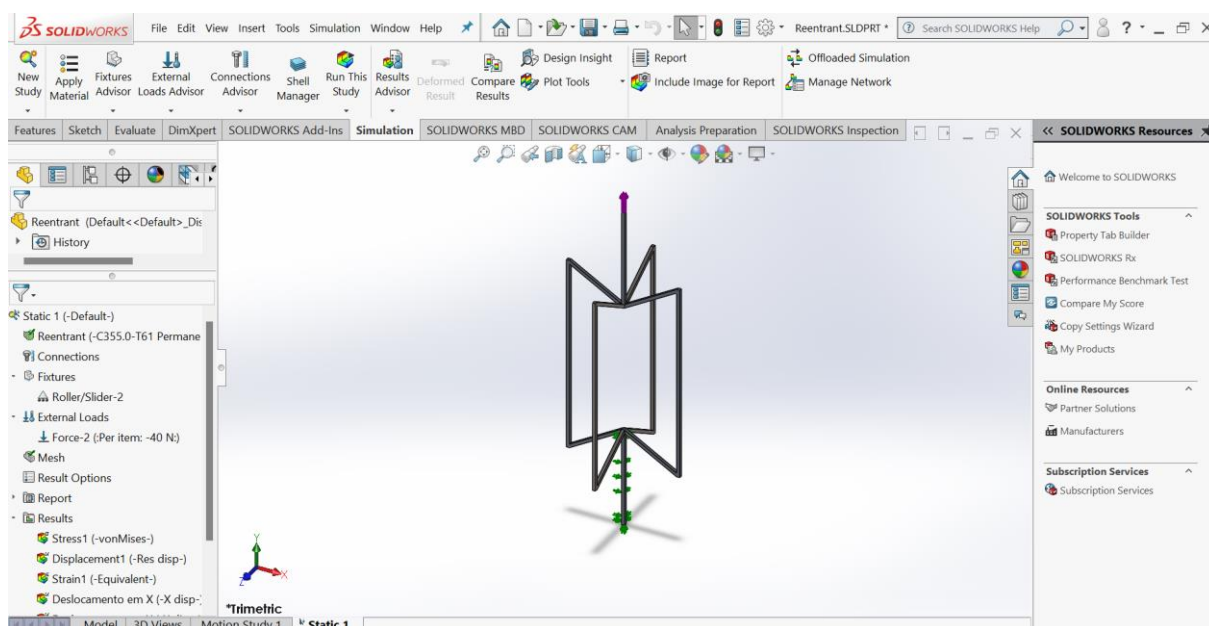 3S SOLIDWORKS File Edit View Insert Tools Simulation Window Help Reentrant.SLDPRT * Search SOLIDWORKS Help ?
New Study Apply Material Fixtures Advisor External Loads Advisor Connections Advisor Shell Manager Run This Study Results Advisor Deformed Result Compare Results Design Insight Plot Tools Report Include Image for Report Offloaded Simulation Manage Network
Features Sketch Evaluate DimXpert SOLIDWORKS Add-Ins Simulation SOLIDWORKS MBD SOLIDWORKS CAM Analysis Preparation SOLIDWORKS Inspection
Reentrant (Default<<Default>_Dis
History
Static 1 (-Default-)
Reentrant (-C355.0-T61 Permane
Connections
Fixtures
Roller/Slider-2
External Loads
Force-2 (:Per item: -40 N:)
Mesh
Result Options
Report
Results
Stress1 (-vonMises-)
Displacement1 (-Res disp-)
Strain1 (-Equivalent-)
Deslocamento em X (-X disp-)
Y
Z
X
*Trimetric
Model 3D Views Motion Study 1 Static 1
<< SOLIDWORKS Resources
Welcome to SOLIDWORKS
SOLIDWORKS Tools
Property Tab Builder
SOLIDWORKS Rx
Performance Benchmark Test
Compare My Score
Copy Settings Wizard
My Products
Online Resources
Partner Solutions
Manufacturers
Subscription Services
Subscription Services